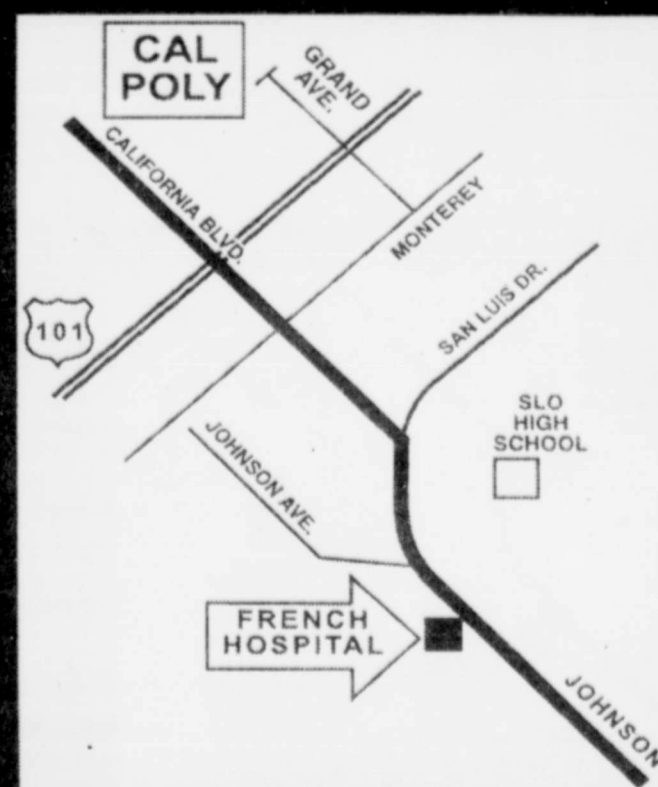 CAL
POLY
GRAND
AVE.
CALIFORNIA BLVD.
MONTEREY
101
SAN LUIS DR.
SLO
HIGH
SCHOOL
JOHNSON AVE.
FRENCH
HOSPITAL
JOHNSON